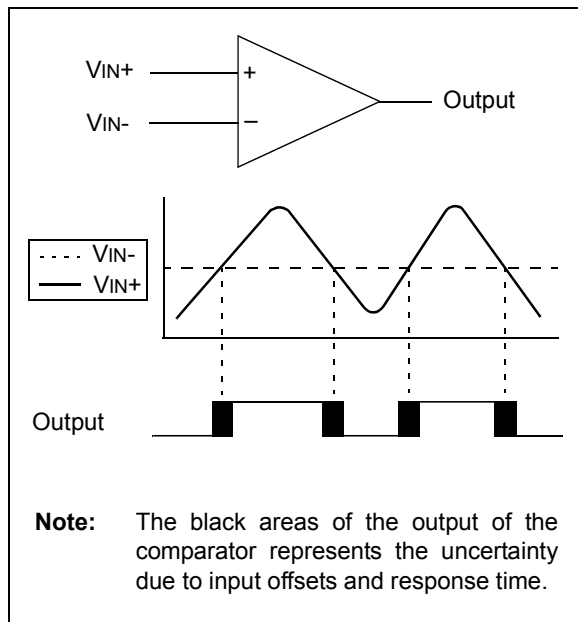 VIN+
+
Output
VIN-
–
VIN-
VIN+
Output
Note: The black areas of the output of the
comparator represents the uncertainty
due to input offsets and response time.